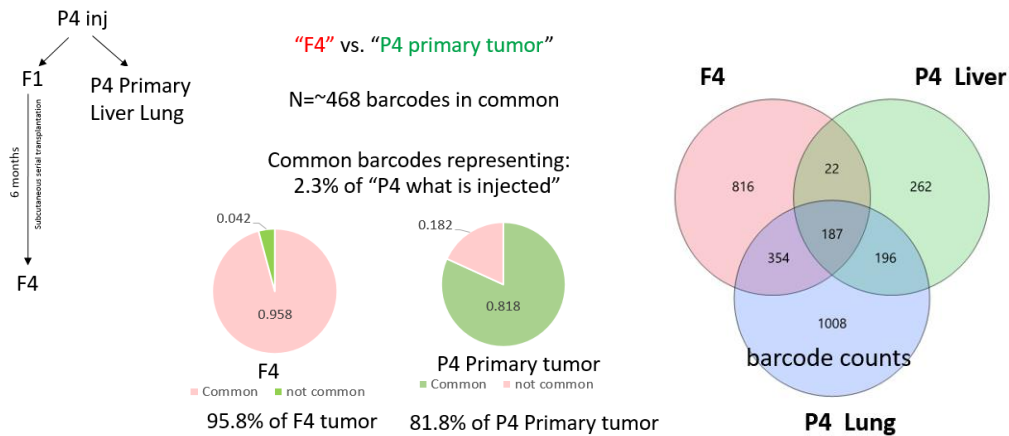 P4 inj
F1
P4 Primary
Liver Lung
6 months
Subcutaneous serial transplantation
F4
“F4” vs. “P4 primary tumor”
N=~468 barcodes in common
Common barcodes representing:
2.3% of “P4 what is injected”
0.042
0.958
F4
Common not common
95.8% of F4 tumor
0.182
0.818
P4 Primary tumor
Common not common
81.8% of P4 Primary tumor
F4
P4 Liver
816
22
262
187
354
196
1008
barcode counts
P4 Lung